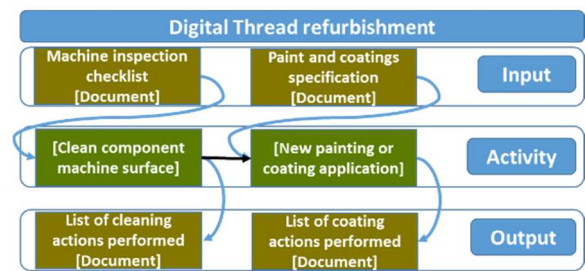 Digital Thread refurbishment
Machine inspection
checklist
[Document]
Paint and coatings
specification
[Document]
Input
[Clean component
machine surface]
[New painting or
coating application]
Activity
List of cleaning
actions performed
[Document]
List of coating
actions performed
[Document]
Output